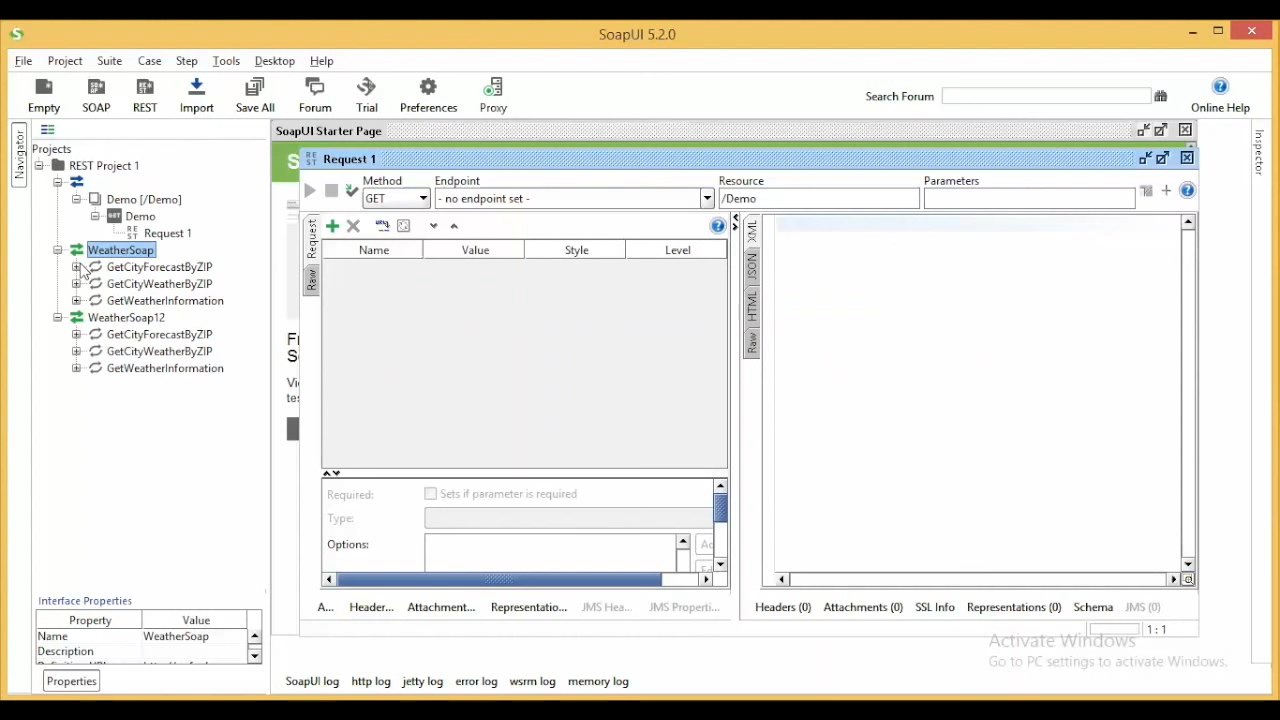 SoapUI 5.2.0
File Project Suite Case Step Tools Desktop Help
Empty SOAP REST Import Save All Forum Trial Preferences Proxy Search Forum Online Help
Navigator
Projects
REST Project 1
Demo [/Demo]
GET Demo
REST Request 1
WeatherSoap
GetCityForecastByZIP
GetCityWeatherByZIP
GetWeatherInformation
WeatherSoap12
GetCityForecastByZIP
GetCityWeatherByZIP
GetWeatherInformation
Interface Properties
Property Value
Name WeatherSoap
Description
Properties
SoapUI Starter Page
S
Fr
S
Vi
tes
REST Request 1
Method Endpoint Resource Parameters
GET - no endpoint set - /Demo
Request
Raw
Name Value Style Level
Required: Sets if parameter is required
Type:
Options:
A... Header... Attachment... Representatio... JMS Hea... JMS Properti...
XML
JSON
HTML
Raw
Headers (0) Attachments (0) SSL Info Representations (0) Schema JMS (0)
1 : 1
Inspector
Activate Windows
Go to PC settings to activate Windows.
SoapUI log http log jetty log error log wsrm log memory log